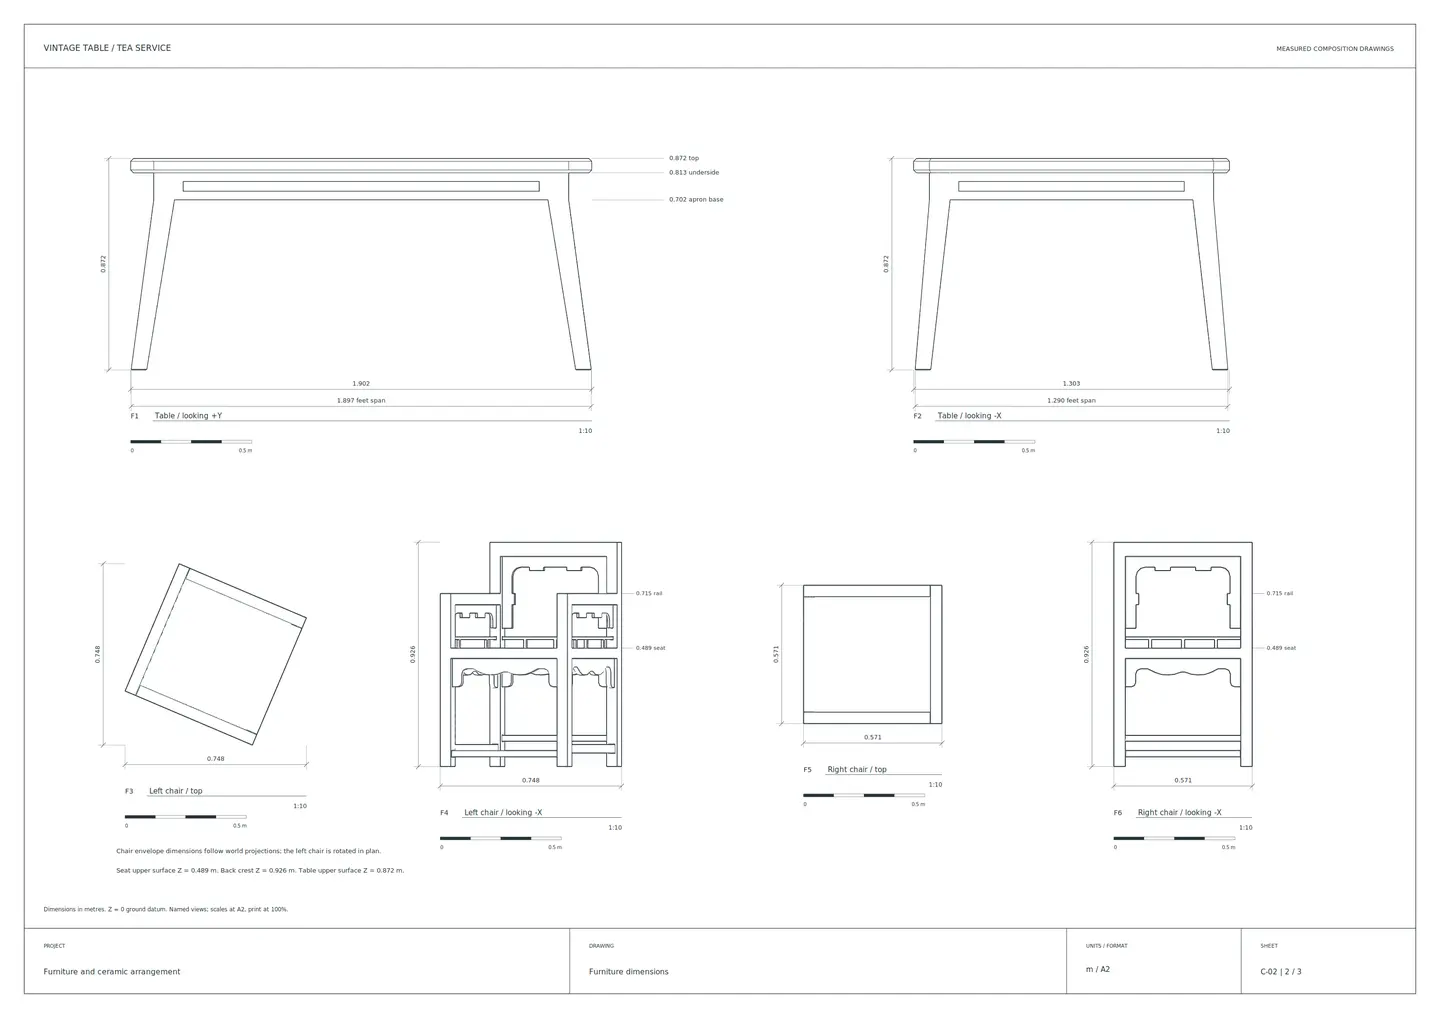 VINTAGE TABLE / TEA SERVICE
MEASURED COMPOSITION DRAWINGS
0.872 top
0.813 underside
0.702 apron base
0.872
1.902
1.897 feet span
F1 Table / looking +Y
1:10
0 0.5 m
0.872
1.303
1.290 feet span
F2 Table / looking -X
1:10
0 0.5 m
0.748
0.748
F3 Left chair / top
1:10
0 0.5 m
0.926
0.715 rail
0.489 seat
0.748
F4 Left chair / looking -X
1:10
0 0.5 m
0.571
0.571
F5 Right chair / top
1:10
0 0.5 m
0.926
0.715 rail
0.489 seat
0.571
F6 Right chair / looking -X
1:10
0 0.5 m
Chair envelope dimensions follow world projections; the left chair is rotated in plan.
Seat upper surface Z = 0.489 m. Back crest Z = 0.926 m. Table upper surface Z = 0.872 m.
Dimensions in metres. Z = 0 ground datum. Named views; scales at A2, print at 100%.
PROJECT
Furniture and ceramic arrangement
DRAWING
Furniture dimensions
UNITS / FORMAT
m / A2
SHEET
C-02 | 2 / 3